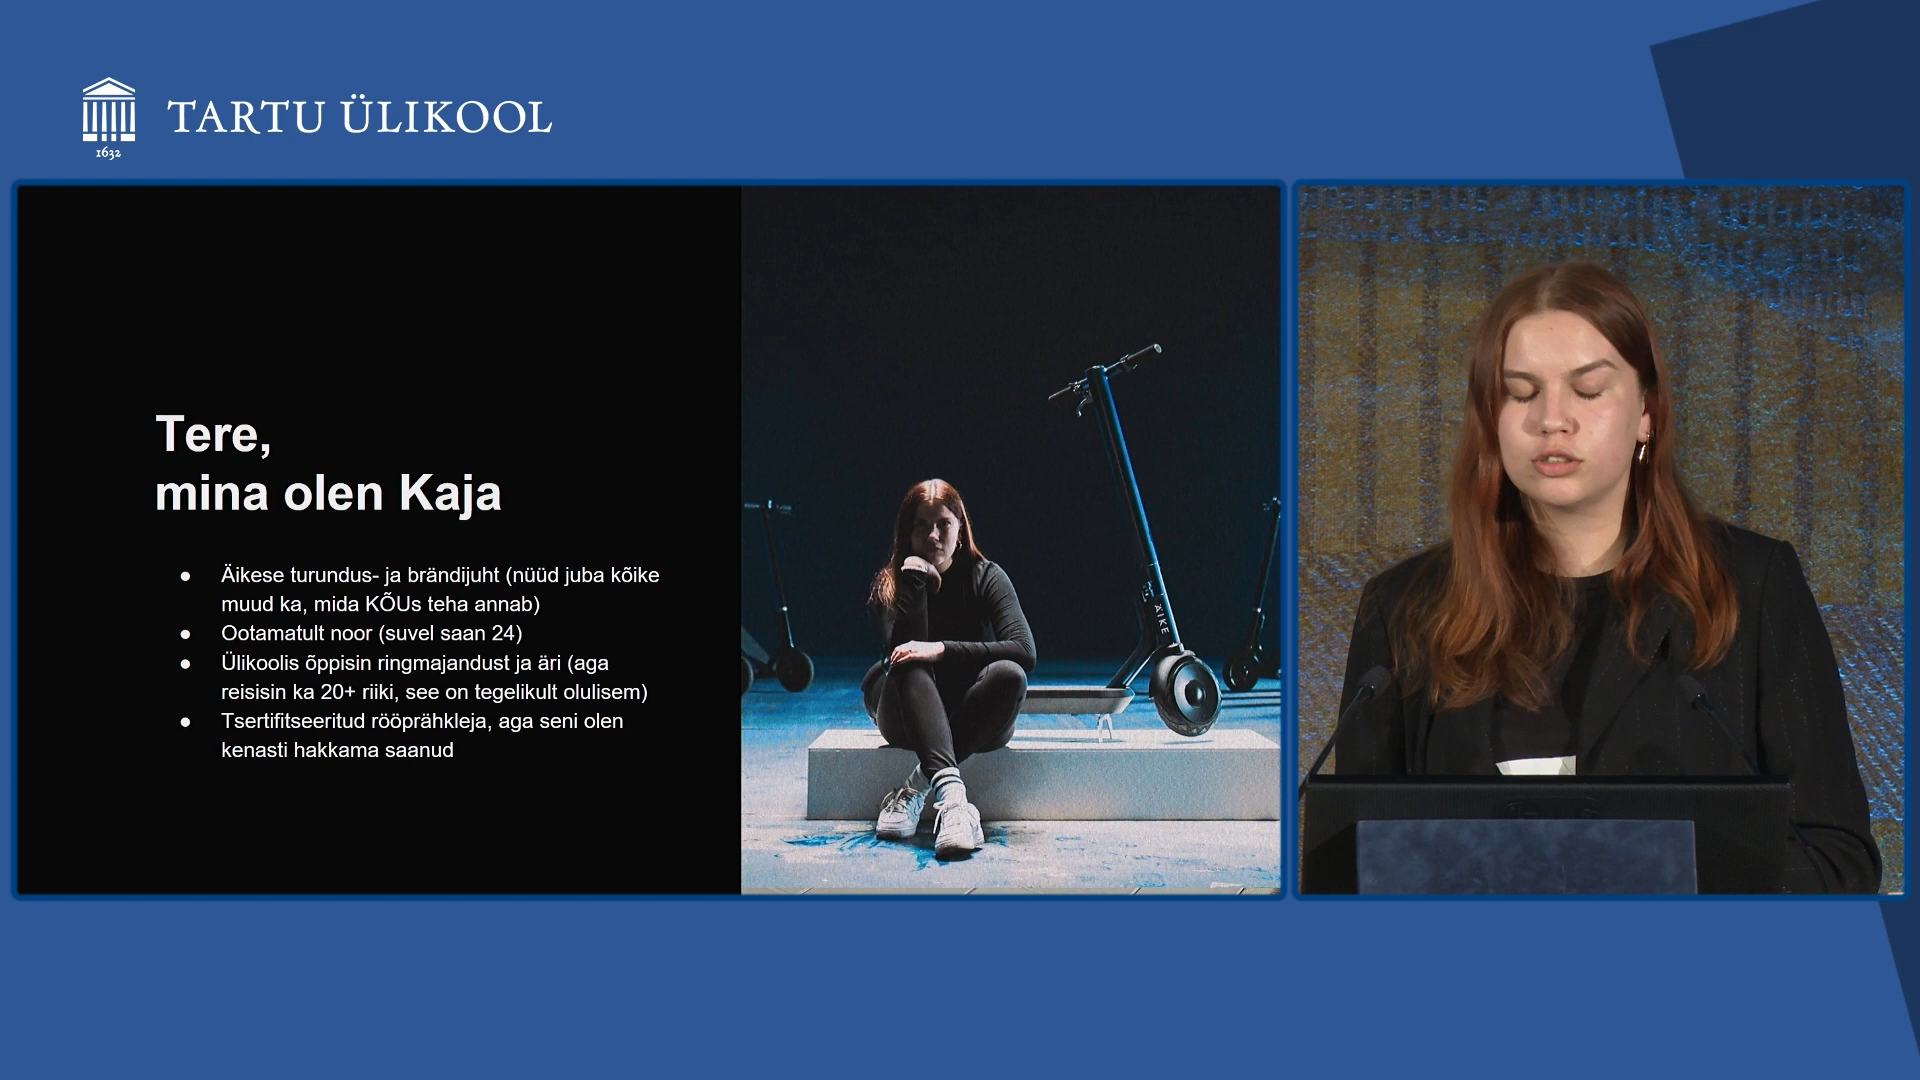 1632
TARTU ÜLIKOOL
Tere,
mina olen Kaja
● Äikese turundus- ja brändijuht (nüüd juba kõike
muud ka, mida KÕUs teha annab)
● Ootamatult noor (suvel saan 24)
● Ülikoolis õppisin ringmajandust ja äri (aga
reisisin ka 20+ riiki, see on tegelikult olulisem)
● Tsertifitseeritud rööprähkleja, aga seni olen
kenasti hakkama saanud
ÄIKE